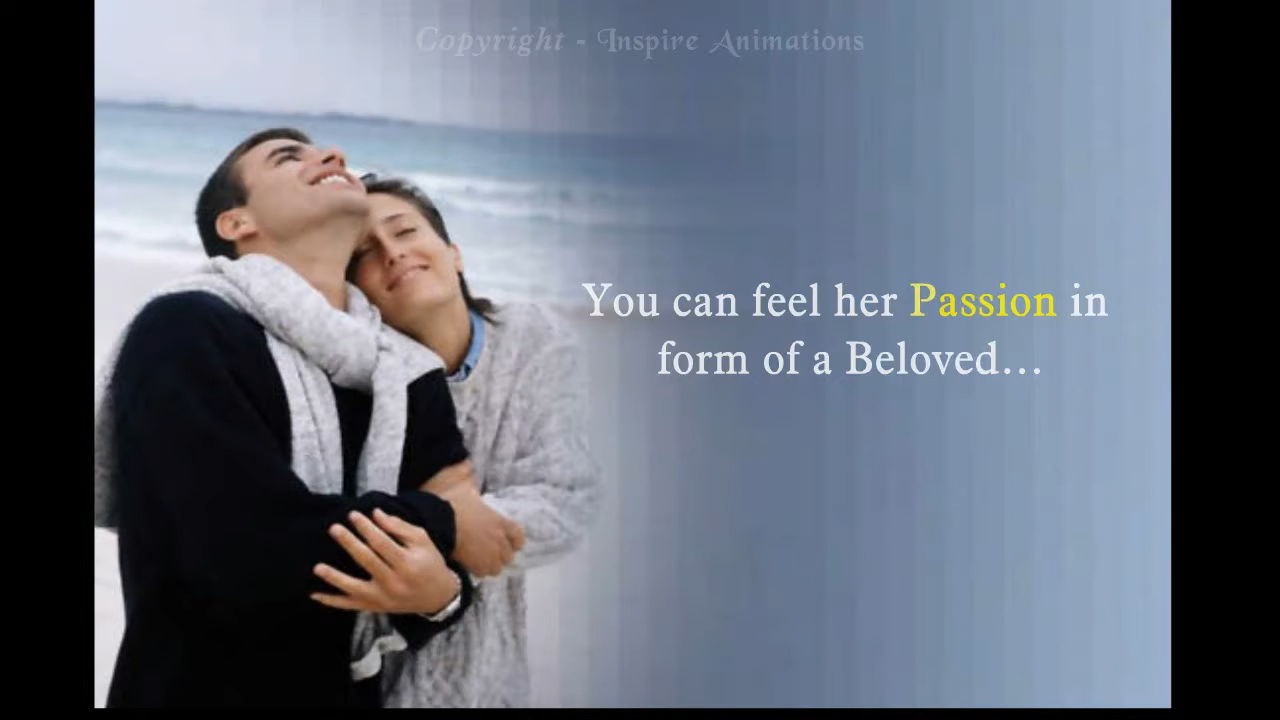 Copyright - Inspire Animations
You can feel her Passion in
form of a Beloved...